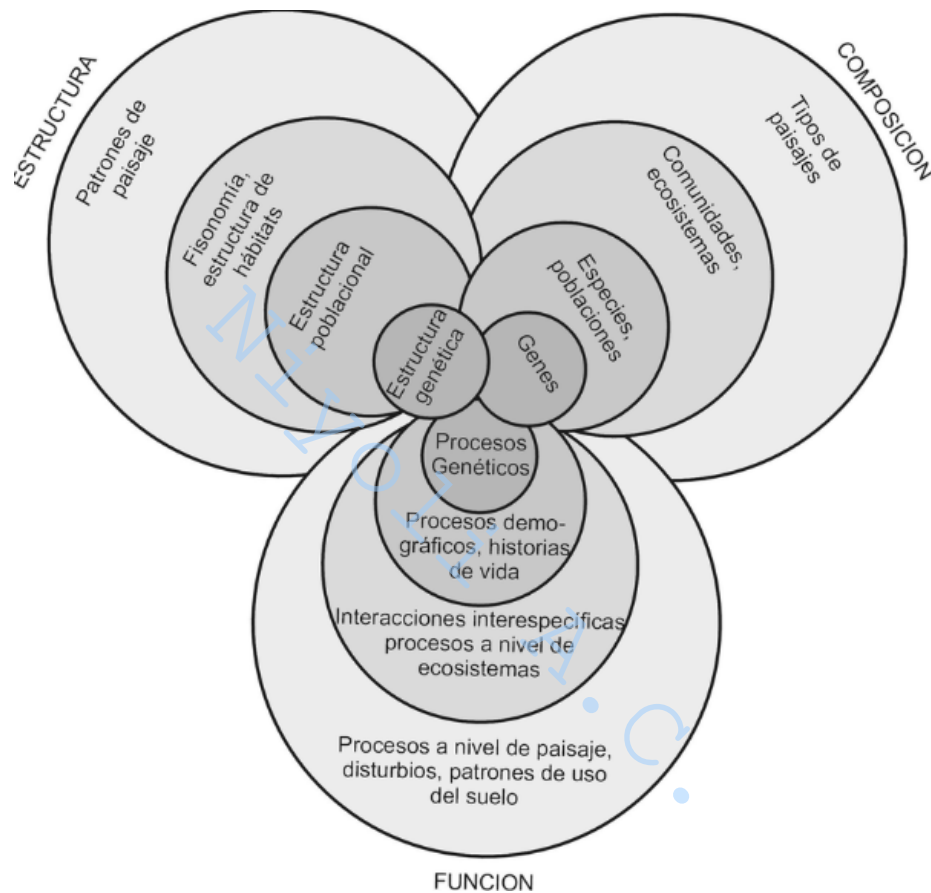 ESTRUCTURA
Patrones de
paisaje
Fisonomía,
estructura de
hábitats
Estructura
poblacional
Estructura
genética
COMPOSICION
Tipos de
paisajes
Comunidades,
ecosistemas
Especies,
poblaciones
Genes
Procesos
Genéticos
Procesos demo-
gráficos, historias
de vida
Interacciones interespecíficas
procesos a nivel de
ecosistemas
Procesos a nivel de paisaje,
disturbios, patrones de uso
del suelo
FUNCION
Niyolli A.C.